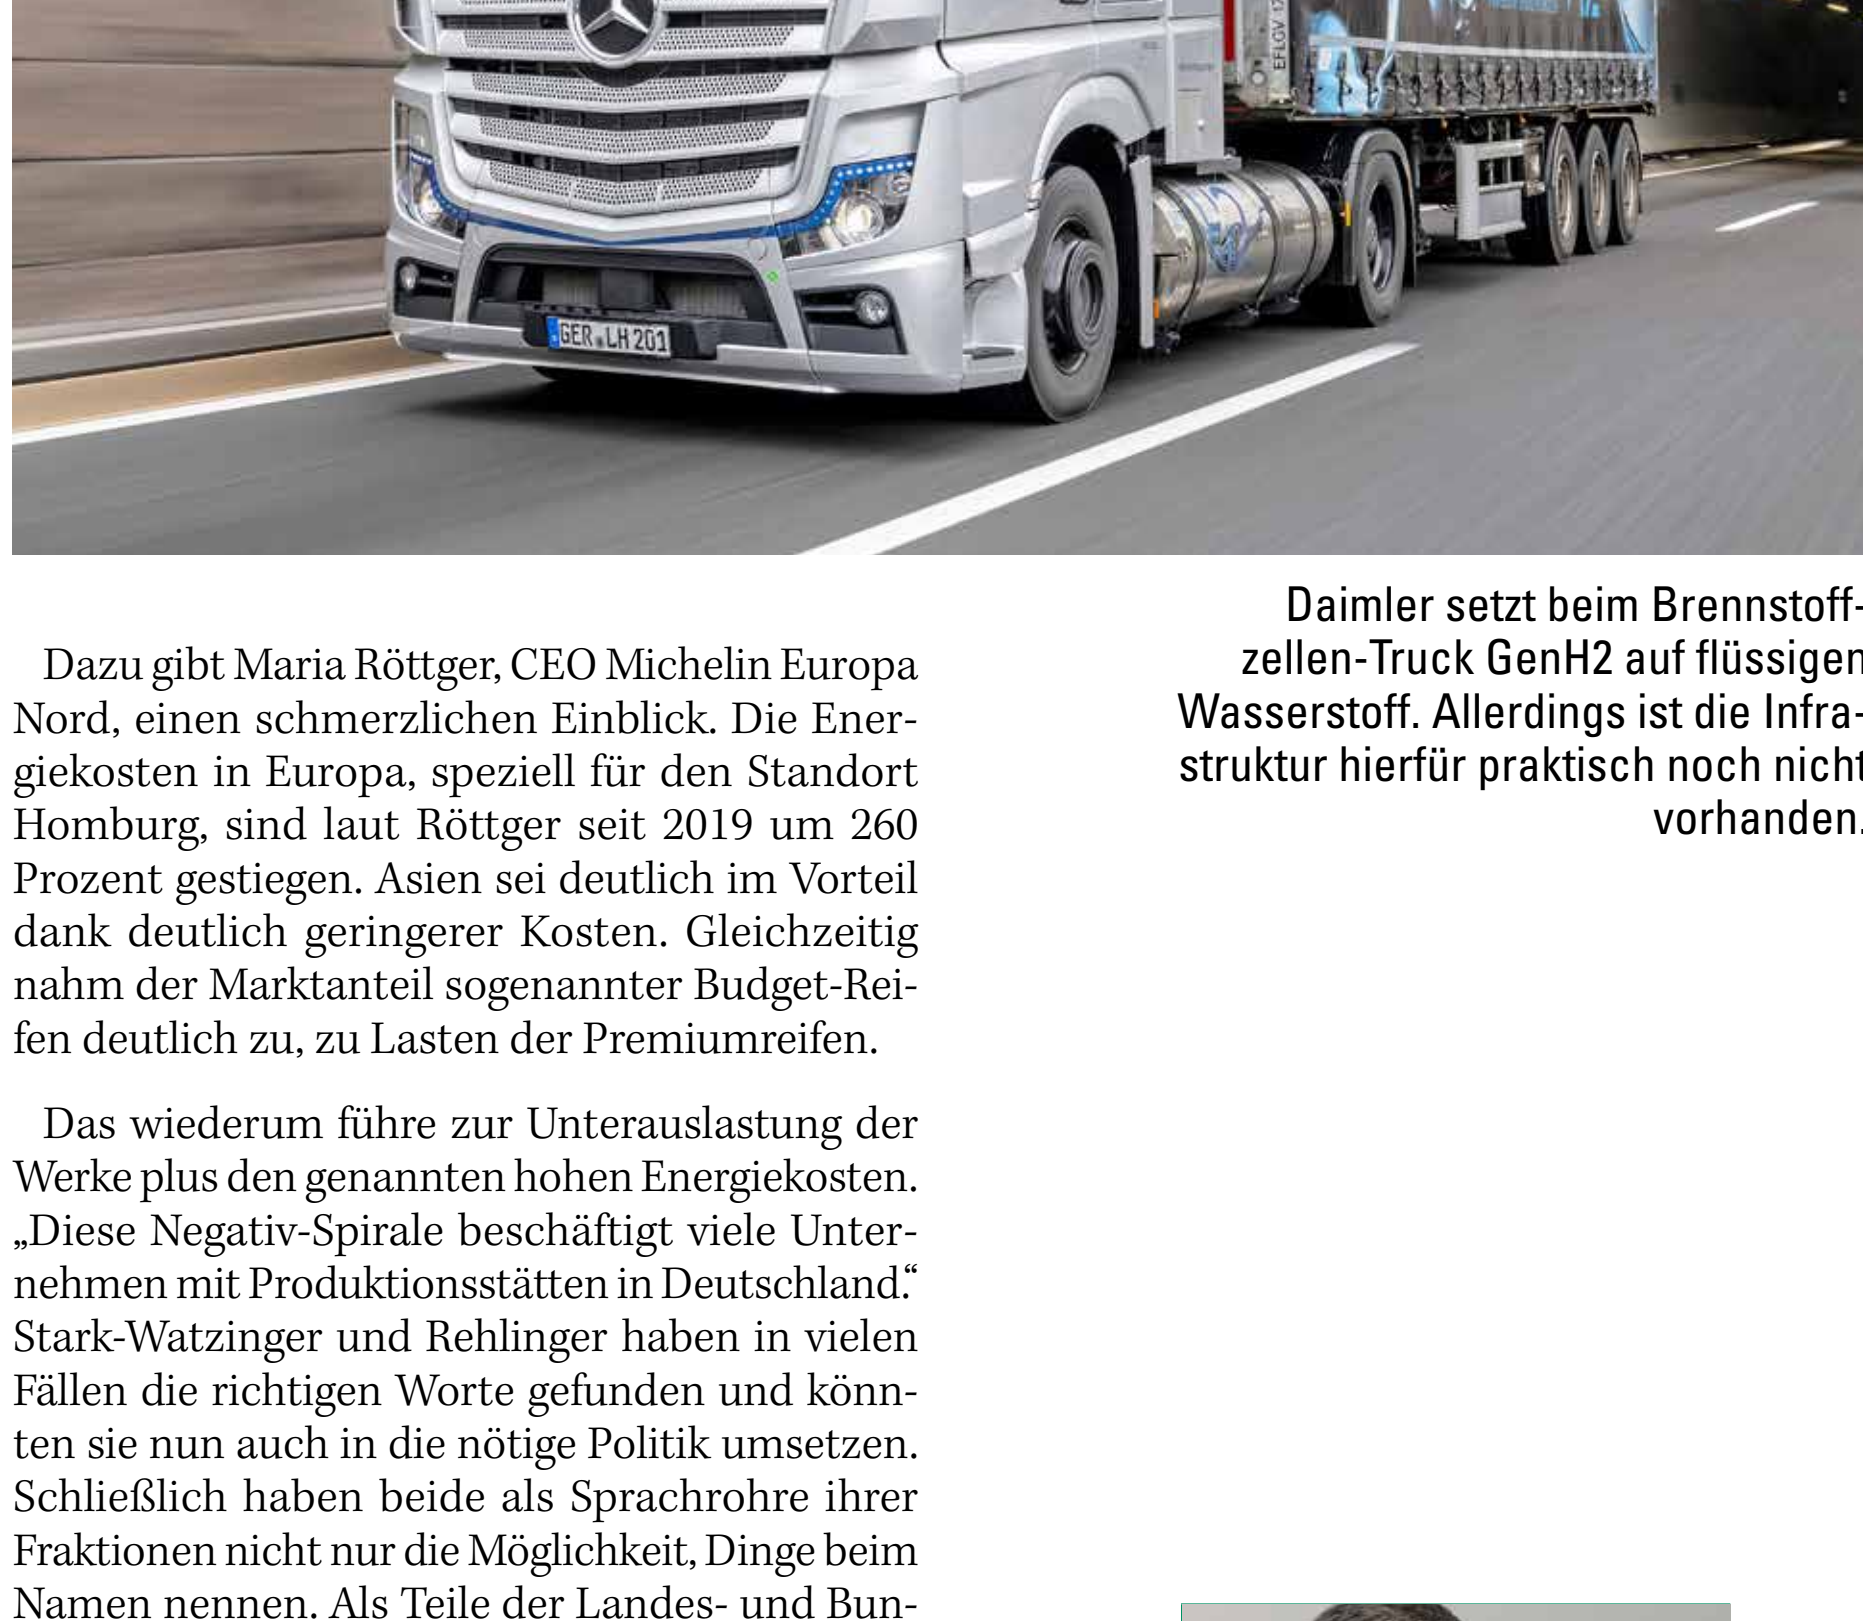 EFLGV 12
GER LH 201
Daimler setzt beim Brennstoff-
zellen-Truck GenH2 auf flüssigen
Wasserstoff. Allerdings ist die Infra-
struktur hierfür praktisch noch nicht
vorhanden.
Dazu gibt Maria Röttger, CEO Michelin Europa
Nord, einen schmerzlichen Einblick. Die Ener-
giekosten in Europa, speziell für den Standort
Homburg, sind laut Röttger seit 2019 um 260
Prozent gestiegen. Asien sei deutlich im Vorteil
dank deutlich geringerer Kosten. Gleichzeitig
nahm der Marktanteil sogenannter Budget-Rei-
fen deutlich zu, zu Lasten der Premiumreifen.
Das wiederum führe zur Unterauslastung der
Werke plus den genannten hohen Energiekosten.
„Diese Negativ-Spirale beschäftigt viele Unter-
nehmen mit Produktionsstätten in Deutschland.“
Stark-Watzinger und Rehlinger haben in vielen
Fällen die richtigen Worte gefunden und könn-
ten sie nun auch in die nötige Politik umsetzen.
Schließlich haben beide als Sprachrohre ihrer
Fraktionen nicht nur die Möglichkeit, Dinge beim
Namen nennen. Als Teile der Landes- und Bun-